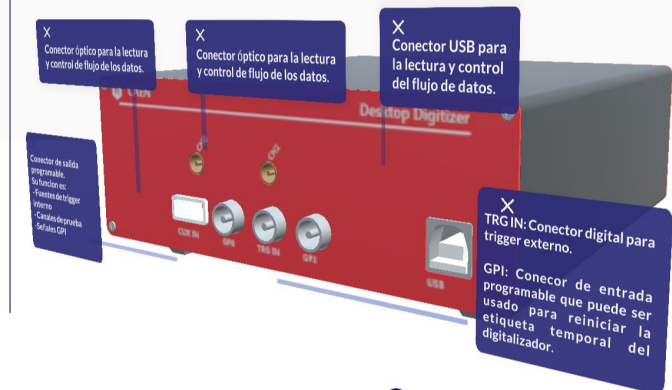 X
Conector óptico para la lectura
y control de flujo de los datos.
X
Conector óptico para la lectura
y control de flujo de los datos.
X
Conector USB para
la lectura y control
del flujo de datos.
CAEN
Desktop Digitizer
Conector de salida
programable.
Su funcion es:
-Fuentes de trigger
interno
-Canales de prueba
-Señales GPI
CH2
CLK IN
GPO
TRG IN
GPI
USB
X
TRG IN: Conector digital para
trigger externo.
GPI: Conecor de entrada
programable que puede ser
usado para reiniciar la
etiqueta temporal del
digitalizador.